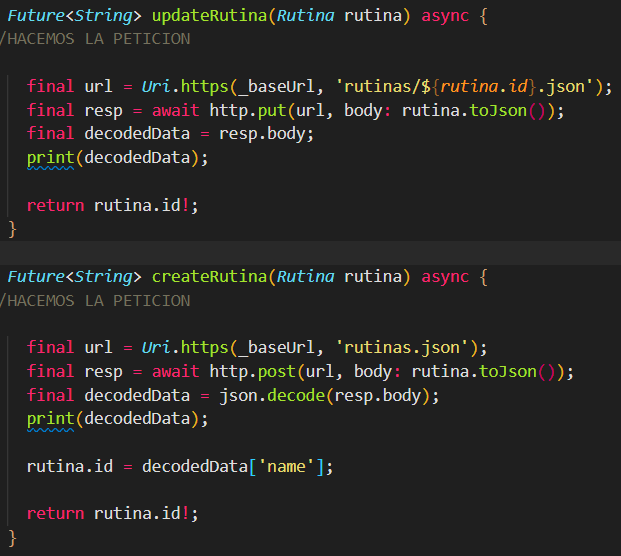 Future<String> updateRutina(Rutina rutina) async {
/HACEMOS LA PETICION
final url = Uri.https(_baseUrl, 'rutinas/${rutina.id}.json');
final resp = await http.put(url, body: rutina.toJson());
final decodedData = resp.body;
print(decodedData);
return rutina.id!;
}
Future<String> createRutina(Rutina rutina) async {
/HACEMOS LA PETICION
final url = Uri.https(_baseUrl, 'rutinas.json');
final resp = await http.post(url, body: rutina.toJson());
final decodedData = json.decode(resp.body);
print(decodedData);
rutina.id = decodedData['name'];
return rutina.id!;
}